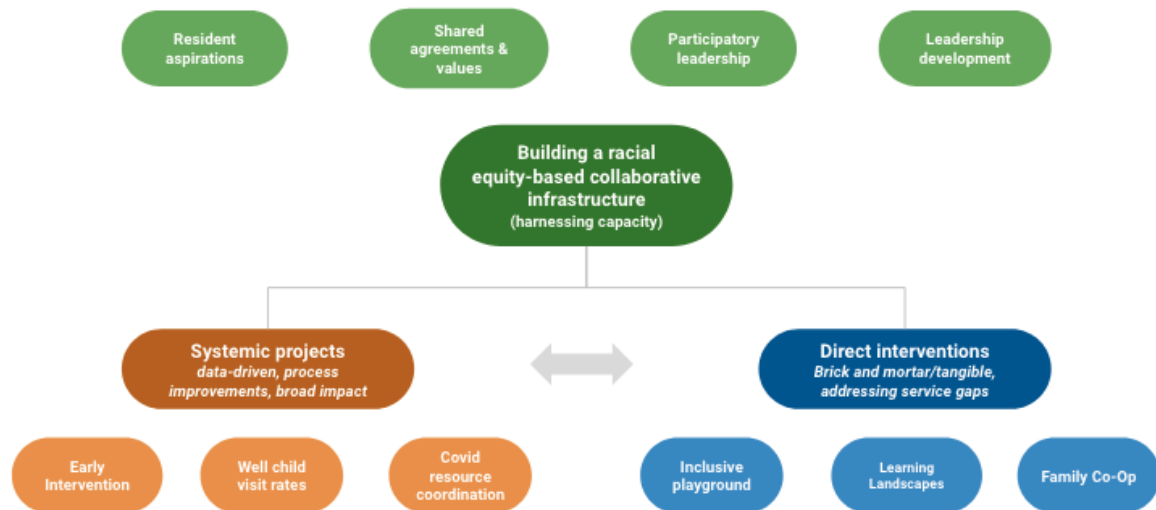 Resident
aspirations
Shared
agreements &
values
Participatory
leadership
Leadership
development
Building a racial
equity-based collaborative
infrastructure
(harnessing capacity)
Systemic projects
data-driven, process
improvements, broad impact
Direct interventions
Brick and mortar/tangible,
addressing service gaps
Early
Intervention
Well child
visit rates
Covid
resource
coordination
Inclusive
playground
Learning
Landscapes
Family Co-Op